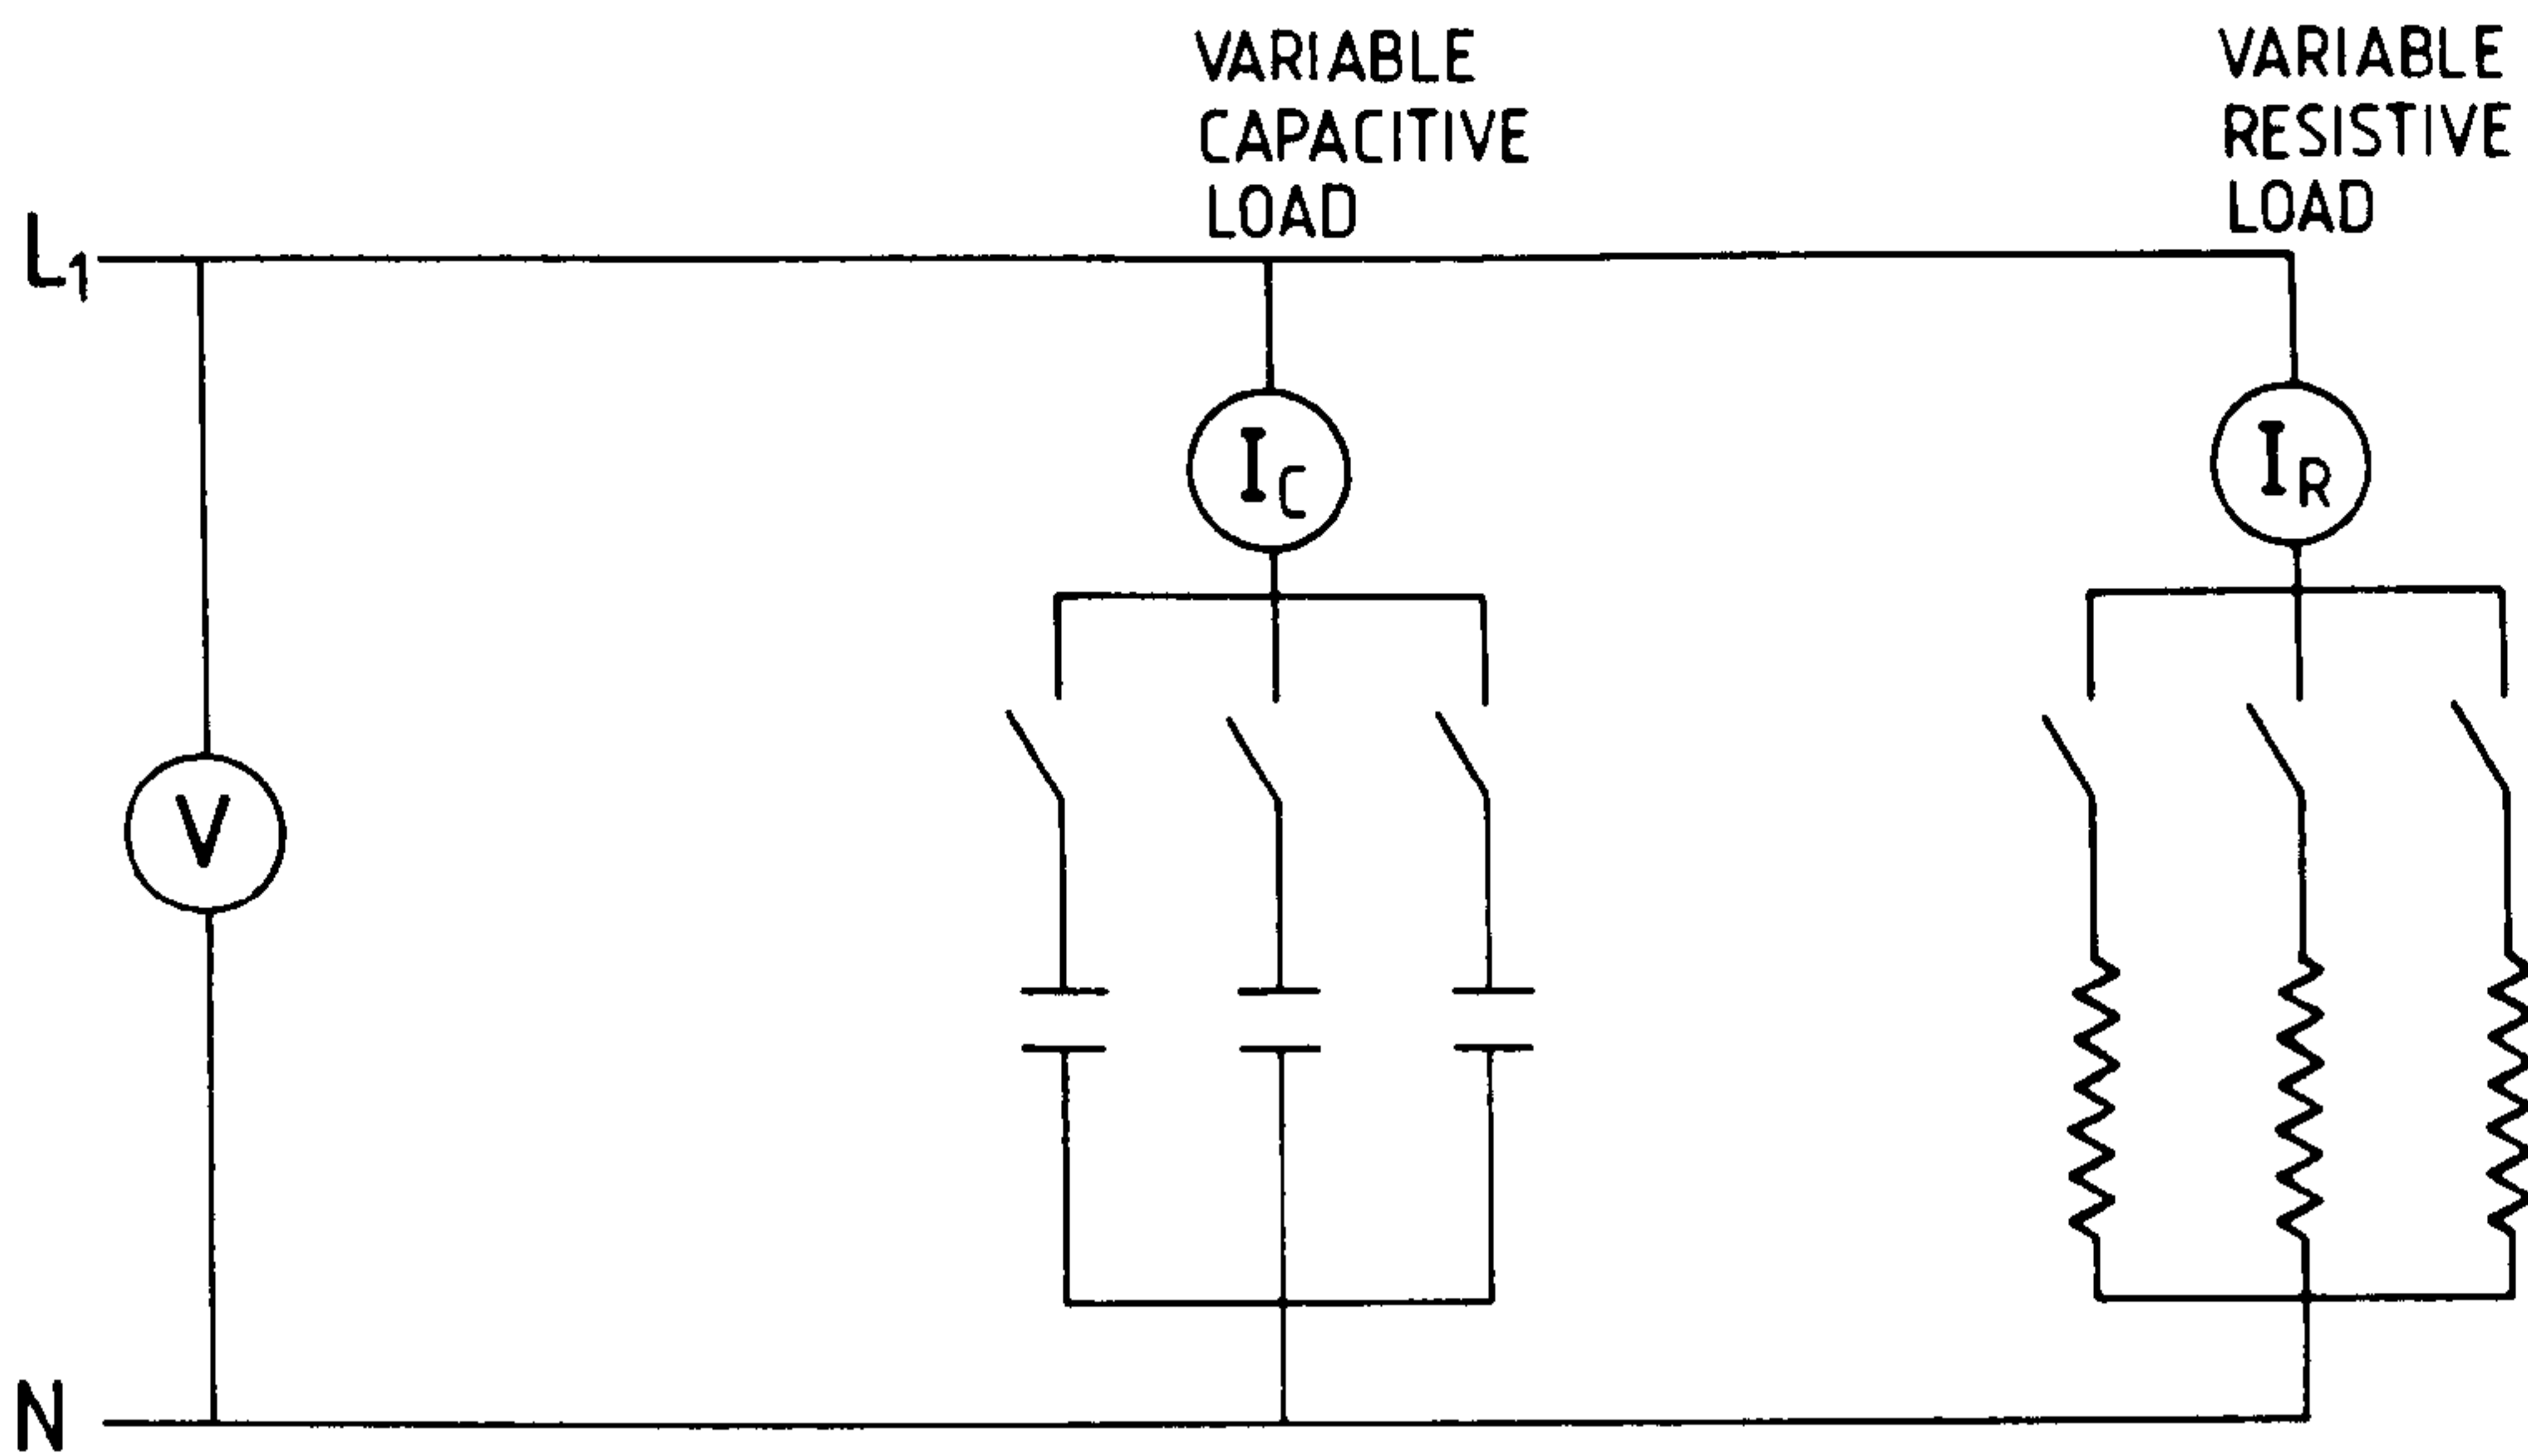 VARIABLE
CAPACITIVE
LOAD
VARIABLE
RESISTIVE
LOAD
L1
IC
IR
V
N